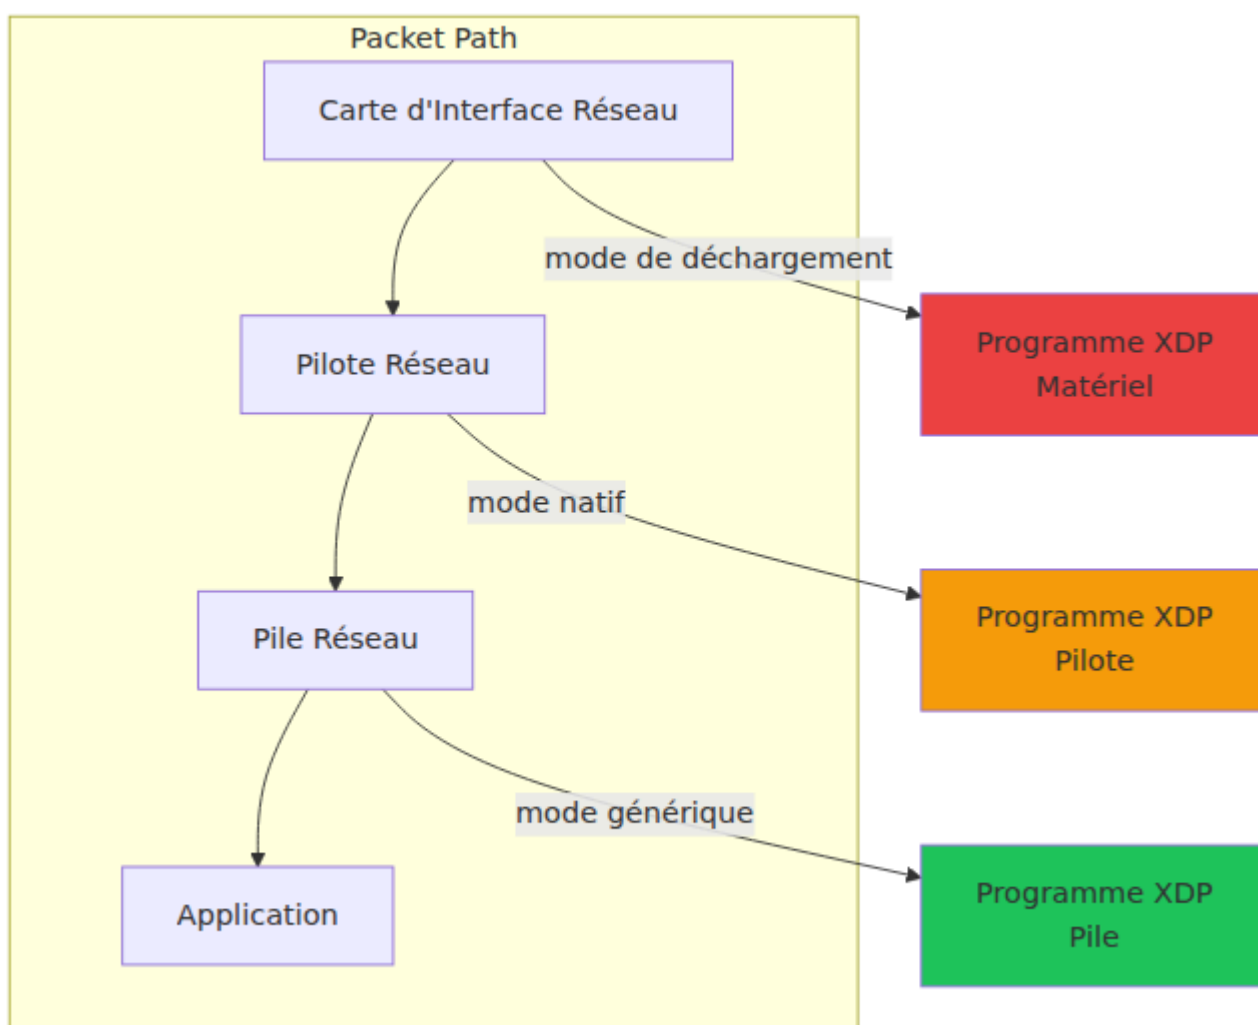 Packet Path
Carte d'Interface Réseau
mode de déchargement
Programme XDP
Matériel
Pilote Réseau
mode natif
Programme XDP
Pilote
Pile Réseau
mode générique
Programme XDP
Pile
Application